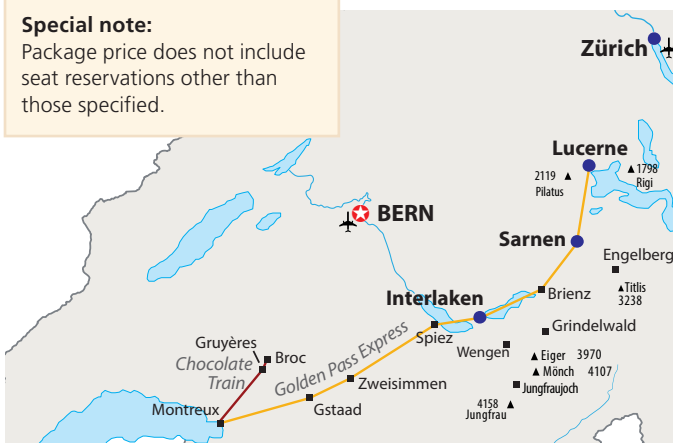 Special note:
Package price does not include
seat reservations other than
those specified.
Zürich
Lucerne
2119
Pilatus
1798
Rigi
BERN
Sarnen
Engelberg
Titlis
3238
Interlaken
Brienz
Spiez
Grindelwald
Wengen
Eiger 3970
Mönch 4107
Jungfraujoch
4158
Jungfrau
Gruyères
Broc
Chocolate
Train
Golden Pass Express
Zweisimmen
Gstaad
Montreux